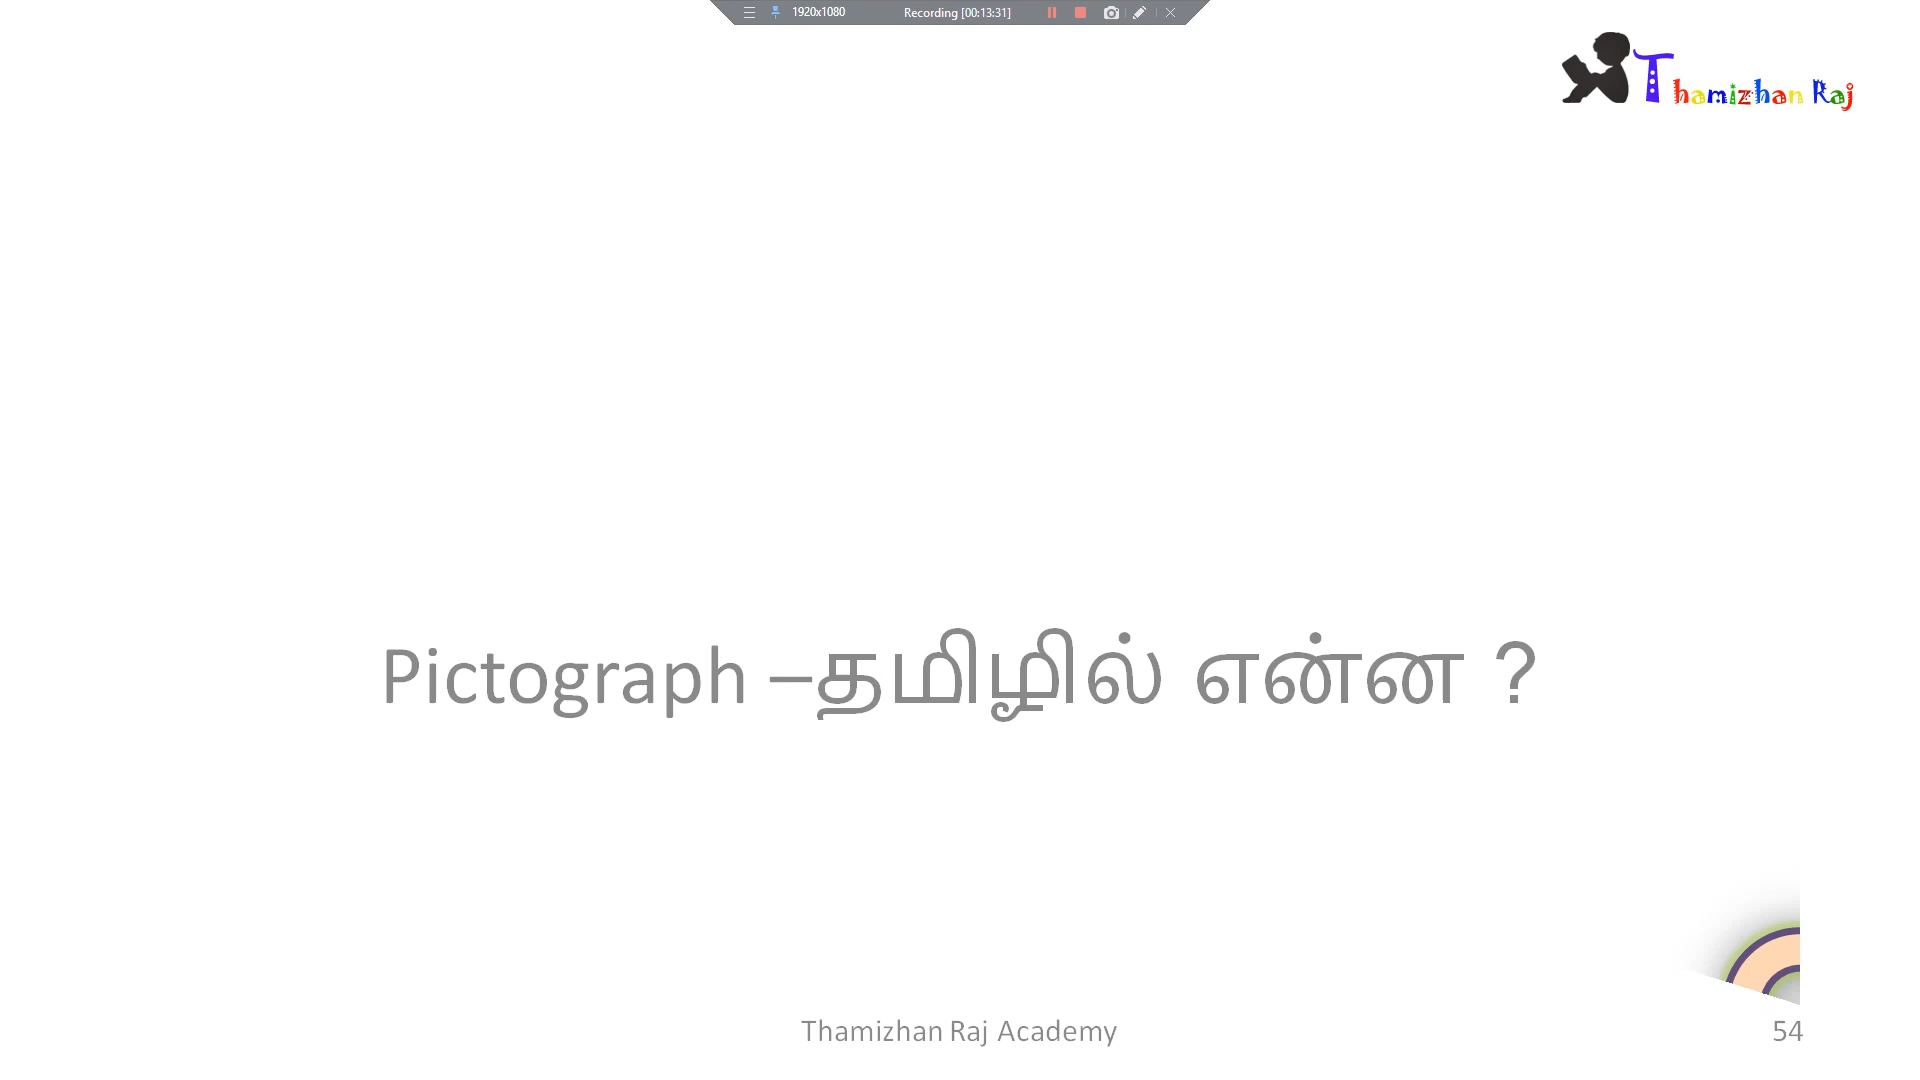 1920x1080 Recording [00:13:31]
Thamizhan Raj
Pictograph –தமிழில் என்ன ?
Thamizhan Raj Academy
54